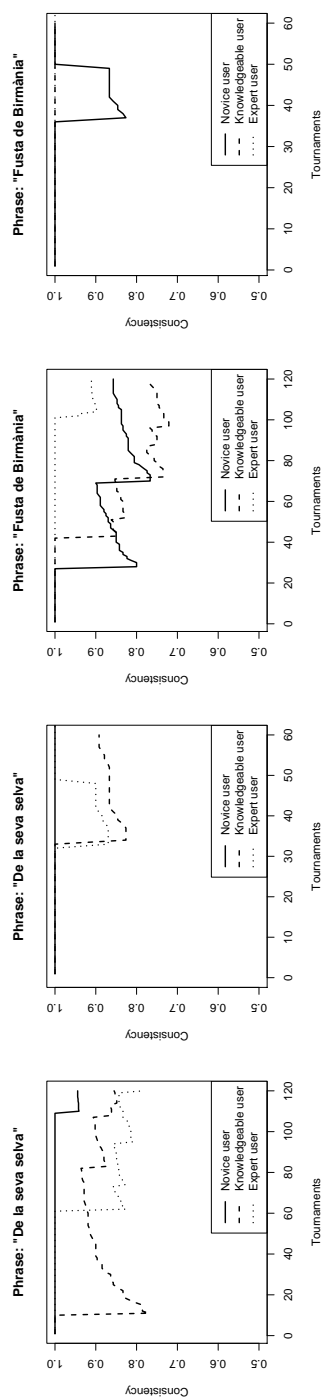 Phrase: "De la seva selva"
Consistency
1.0
0.9
0.8
0.7
0.6
0.5
Novice user
Knowledgeable user
Expert user
0 20 40 60 80 100 120
Tournaments
Phrase: "De la seva selva"
Consistency
1.0
0.9
0.8
0.7
0.6
0.5
Novice user
Knowledgeable user
Expert user
0 10 20 30 40 50 60
Tournaments
Phrase: "Fusta de Birmània"
Consistency
1.0
0.9
0.8
0.7
0.6
0.5
Novice user
Knowledgeable user
Expert user
0 20 40 60 80 100 120
Tournaments
Phrase: "Fusta de Birmània"
Consistency
1.0
0.9
0.8
0.7
0.6
0.5
Novice user
Knowledgeable user
Expert user
0 10 20 30 40 50 60
Tournaments